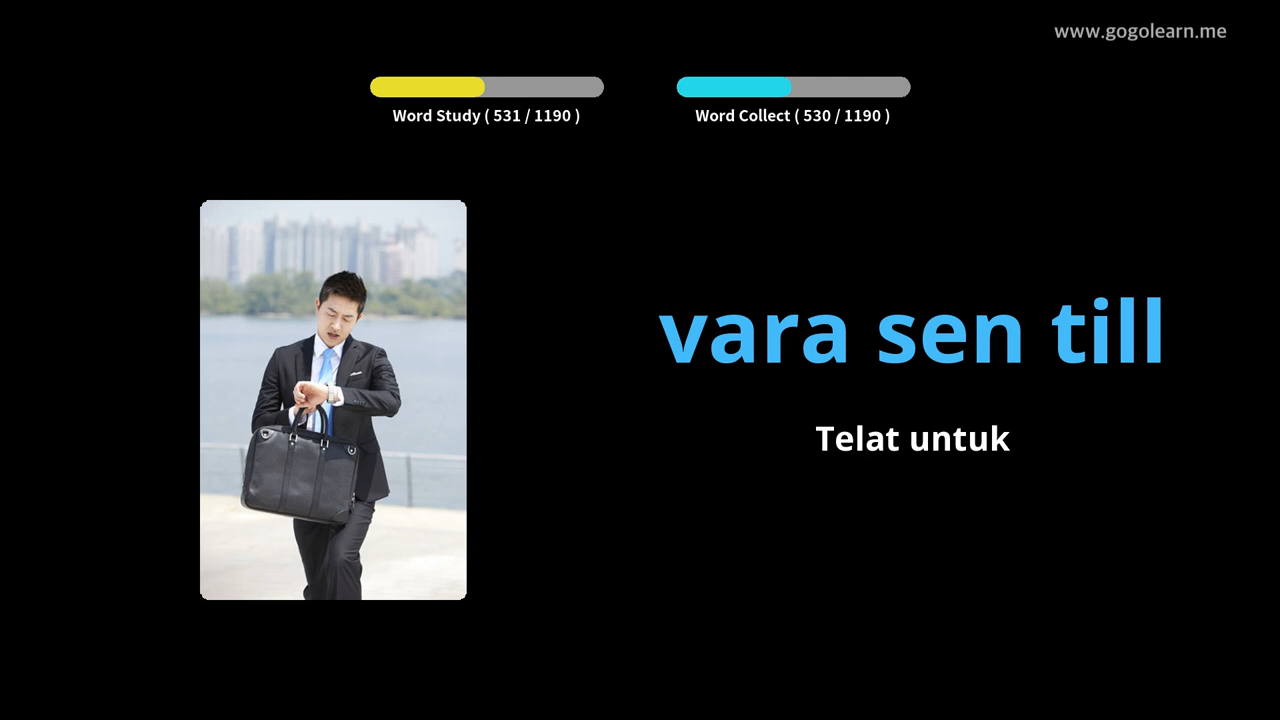 www.gogolearn.me
Word Study ( 531 / 1190 )
Word Collect ( 530 / 1190 )
vara sen till
Telat untuk